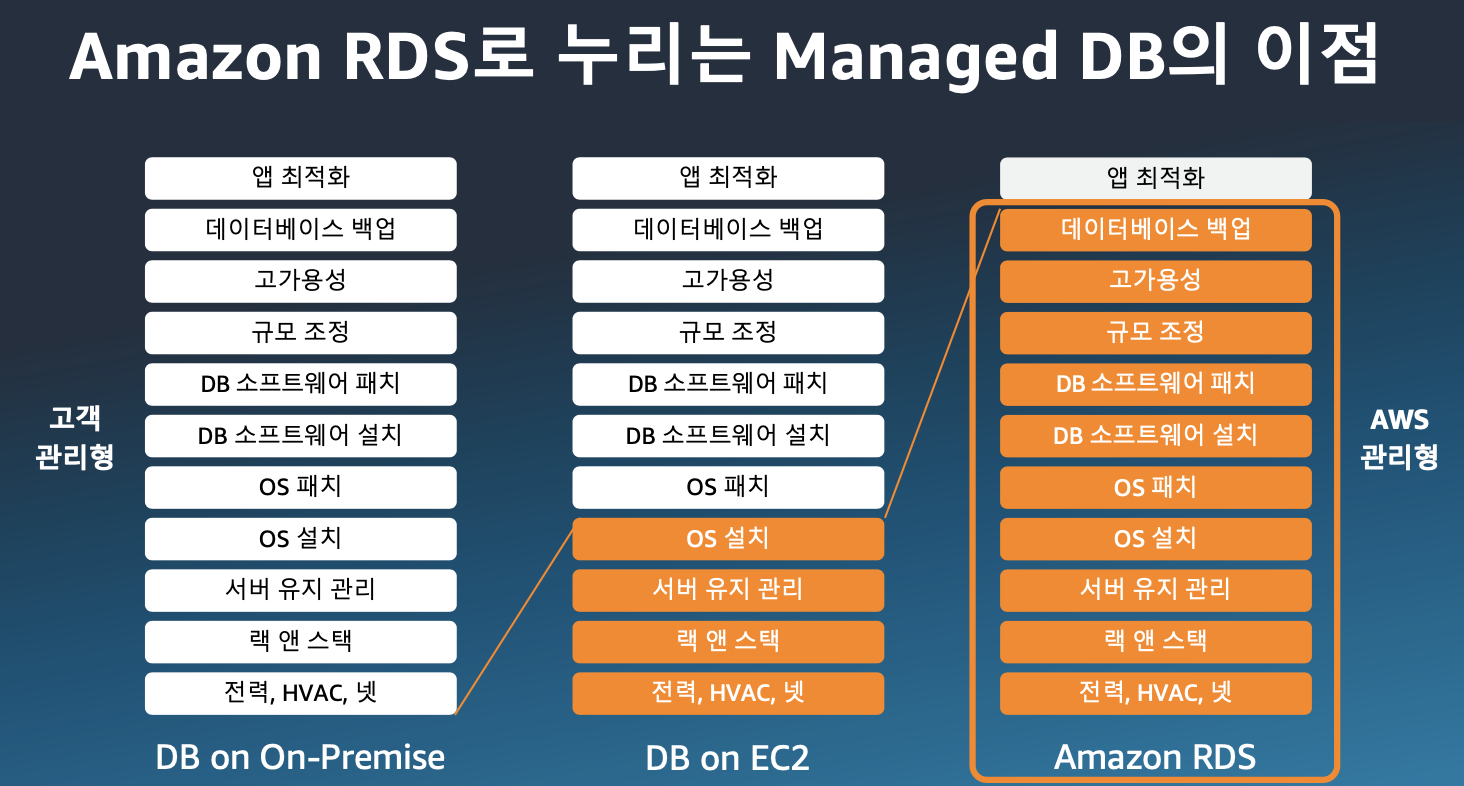 Amazon RDS로 누리는 Managed DB의 이점
앱 최적화
데이터베이스 백업
고가용성
규모 조정
DB 소프트웨어 패치
DB 소프트웨어 설치
OS 패치
OS 설치
서버 유지 관리
랙 앤 스택
전력, HVAC, 넷
DB on On-Premise
고객
관리형
앱 최적화
데이터베이스 백업
고가용성
규모 조정
DB 소프트웨어 패치
DB 소프트웨어 설치
OS 패치
OS 설치
서버 유지 관리
랙 앤 스택
전력, HVAC, 넷
DB on EC2
앱 최적화
데이터베이스 백업
고가용성
규모 조정
DB 소프트웨어 패치
DB 소프트웨어 설치
OS 패치
OS 설치
서버 유지 관리
랙 앤 스택
전력, HVAC, 넷
Amazon RDS
AWS
관리형